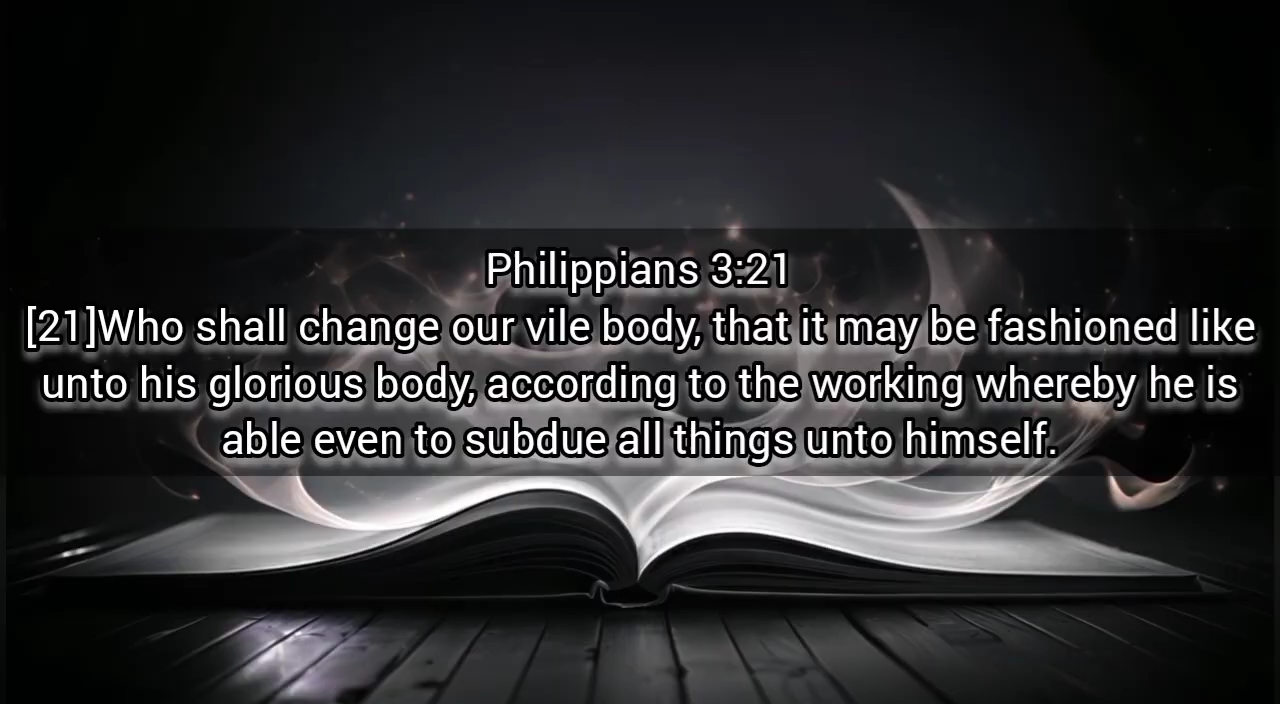 Philippians 3:21
[21]Who shall change our vile body, that it may be fashioned like
unto his glorious body, according to the working whereby he is
able even to subdue all things unto himself.